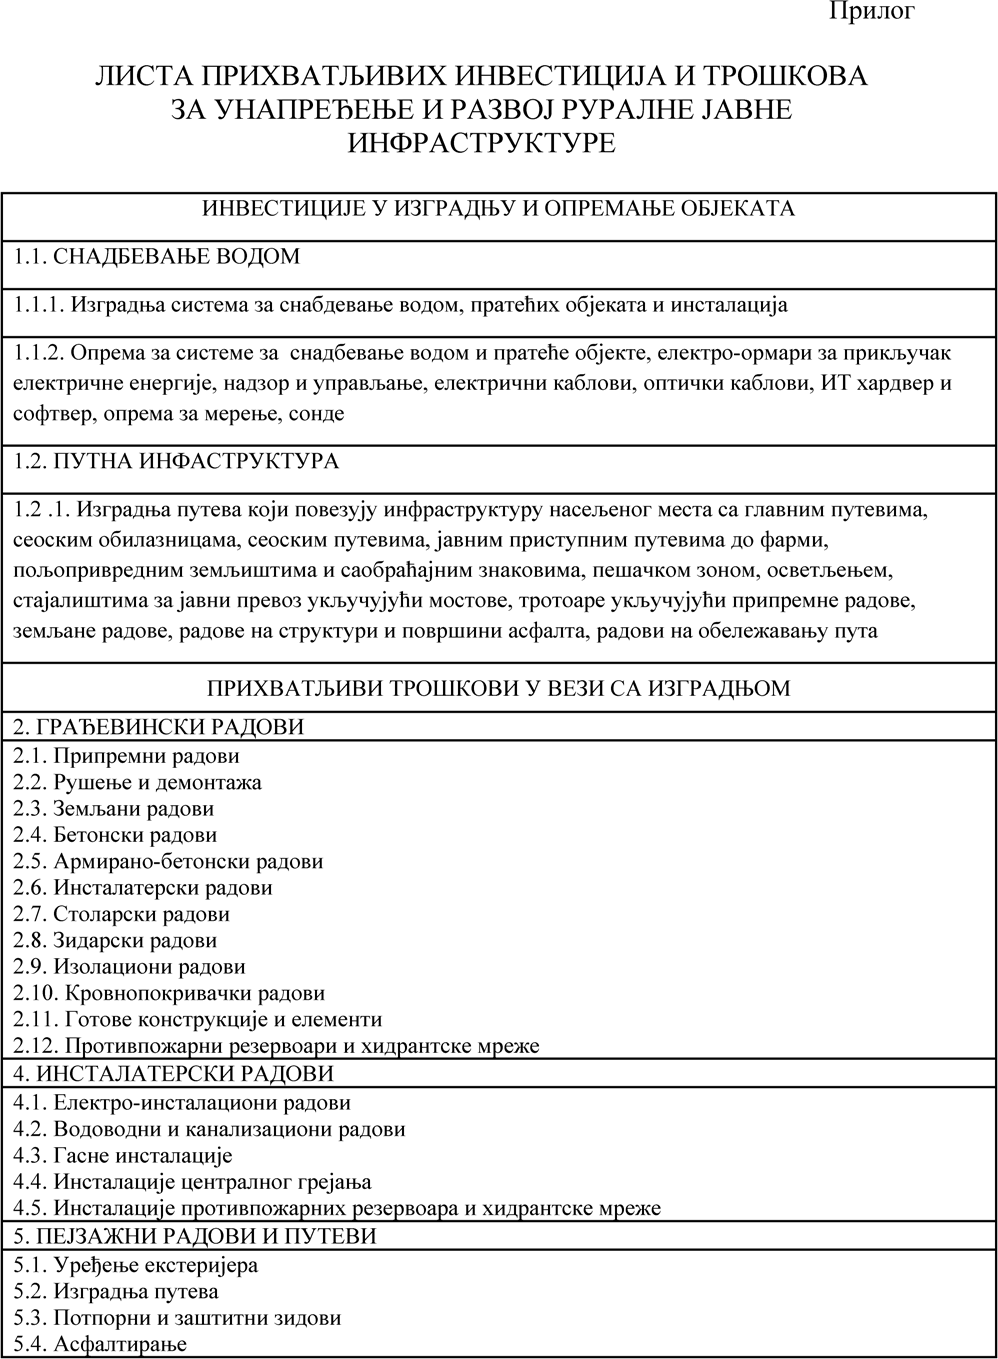 Прилог
ЛИСТА ПРИХВАТЉИВИХ ИНВЕСТИЦИЈА И ТРОШКОВА
ЗА УНАПРЕЂЕЊЕ И РАЗВОЈ РУРАЛНЕ ЈАВНЕ
ИНФРАСТРУКТУРЕ
ИНВЕСТИЦИЈЕ У ИЗГРАДЊУ И ОПРЕМАЊЕ ОБЈЕКАТА
1.1. СНАДБЕВАЊЕ ВОДОМ
1.1.1. Изградња система за снабдевање водом, пратећих објеката и инсталација
1.1.2. Опрема за системе за  снадбевање водом и пратеће објекте, електро-ормари за прикључак
електричне енергије, надзор и управљање, електрични каблови, оптички каблови, ИТ хардвер и
софтвер, опрема за мерење, сонде
1.2. ПУТНА ИНФАСТРУКТУРА
1.2 .1. Изградња путева који повезују инфраструктуру насељеног места са главним путевима,
сеоским обилазницама, сеоским путевима, јавним приступним путевима до фарми,
пољопривредним земљиштима и саобраћајним знаковима, пешачком зоном, осветљењем,
стајалиштима за јавни превоз укључујући мостове, тротоаре укључујући припремне радове,
земљане радове, радове на структури и површини асфалта, радови на обележавању пута
ПРИХВАТЉИВИ ТРОШКОВИ У ВЕЗИ СА ИЗГРАДЊОМ
2. ГРАЂЕВИНСКИ РАДОВИ
2.1. Припремни радови
2.2. Рушење и демонтажа
2.3. Земљани радови
2.4. Бетонски радови
2.5. Армирано-бетонски радови
2.6. Инсталатерски радови
2.7. Столарски радови
2.8. Зидарски радови
2.9. Изолациони радови
2.10. Кровнопокривачки радови
2.11. Готове конструкције и елементи
2.12. Противпожарни резервоари и хидрантске мреже
4. ИНСТАЛАТЕРСКИ РАДОВИ
4.1. Електро-инсталациони радови
4.2. Водоводни и канализациони радови
4.3. Гасне инсталације
4.4. Инсталације централног грејања
4.5. Инсталације противпожарних резервоара и хидрантске мреже
5. ПЕЈЗАЖНИ РАДОВИ И ПУТЕВИ
5.1. Уређење екстеријера
5.2. Изградња путева
5.3. Потпорни и заштитни зидови
5.4. Асфалтирање